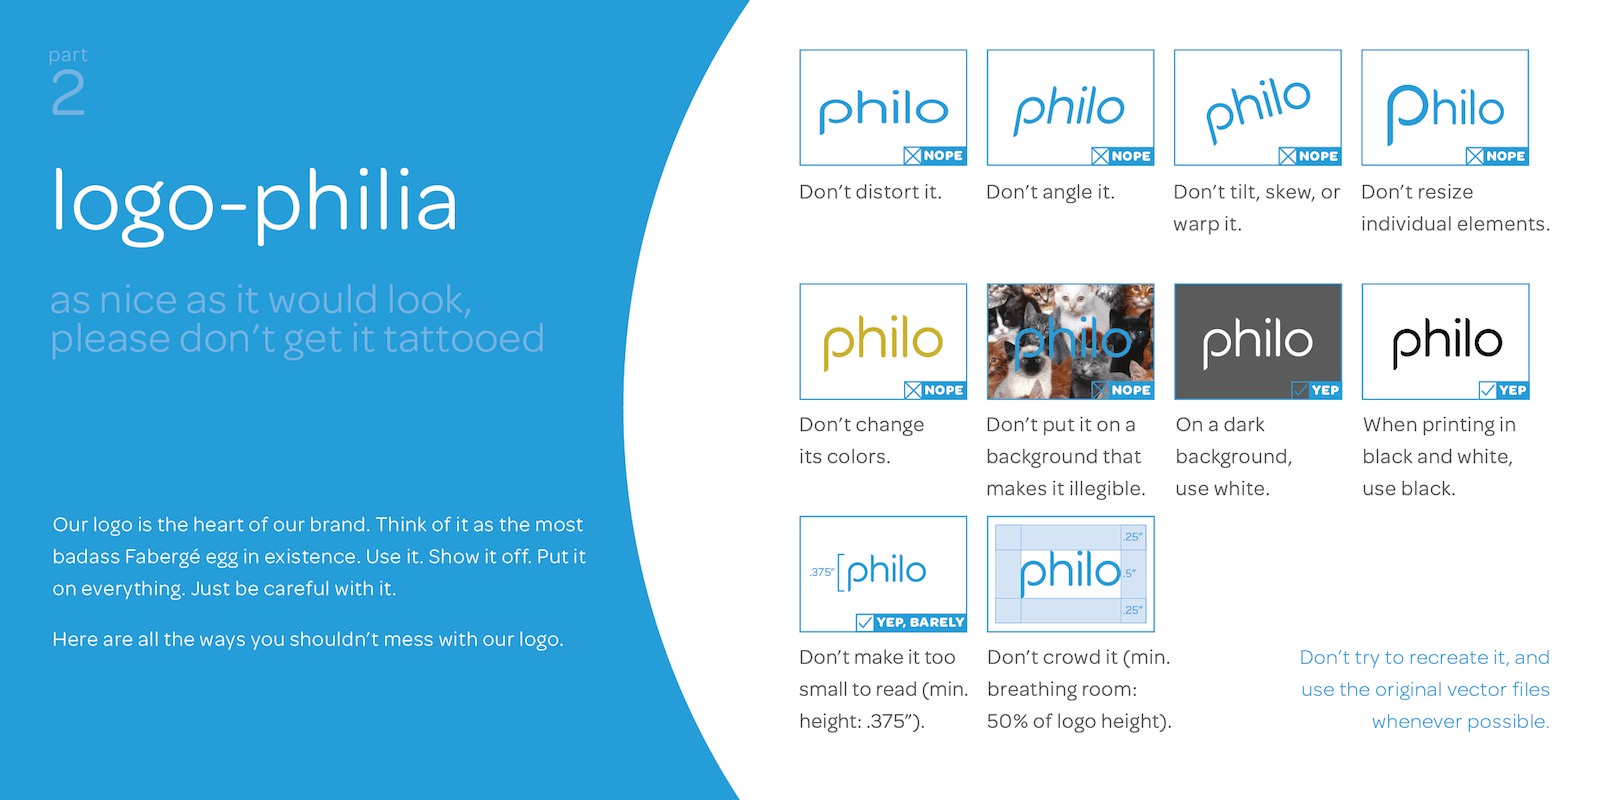 part
2
logo-philia
as nice as it would look,
please don't get it tattooed
Our logo is the heart of our brand. Think of it as the most
badass Fabergé egg in existence. Use it. Show it off. Put it
on everything. Just be careful with it.
Here are all the ways you shouldn't mess with our logo.
philo
NOPE
Don't distort it.
philo
NOPE
Don't angle it.
philo
NOPE
Don't tilt, skew, or
warp it.
Philo
NOPE
Don't resize
individual elements.
philo
NOPE
Don't change
its colors.
philo
NOPE
Don't put it on a
background that
makes it illegible.
philo
YEP
On a dark
background,
use white.
philo
YEP
When printing in
black and white,
use black.
.375" philo
YEP, BARELY
Don't make it too
small to read (min.
height: .375").
.25"
philo .5"
.25"
Don't crowd it (min.
breathing room:
50% of logo height).
Don't try to recreate it, and
use the original vector files
whenever possible.